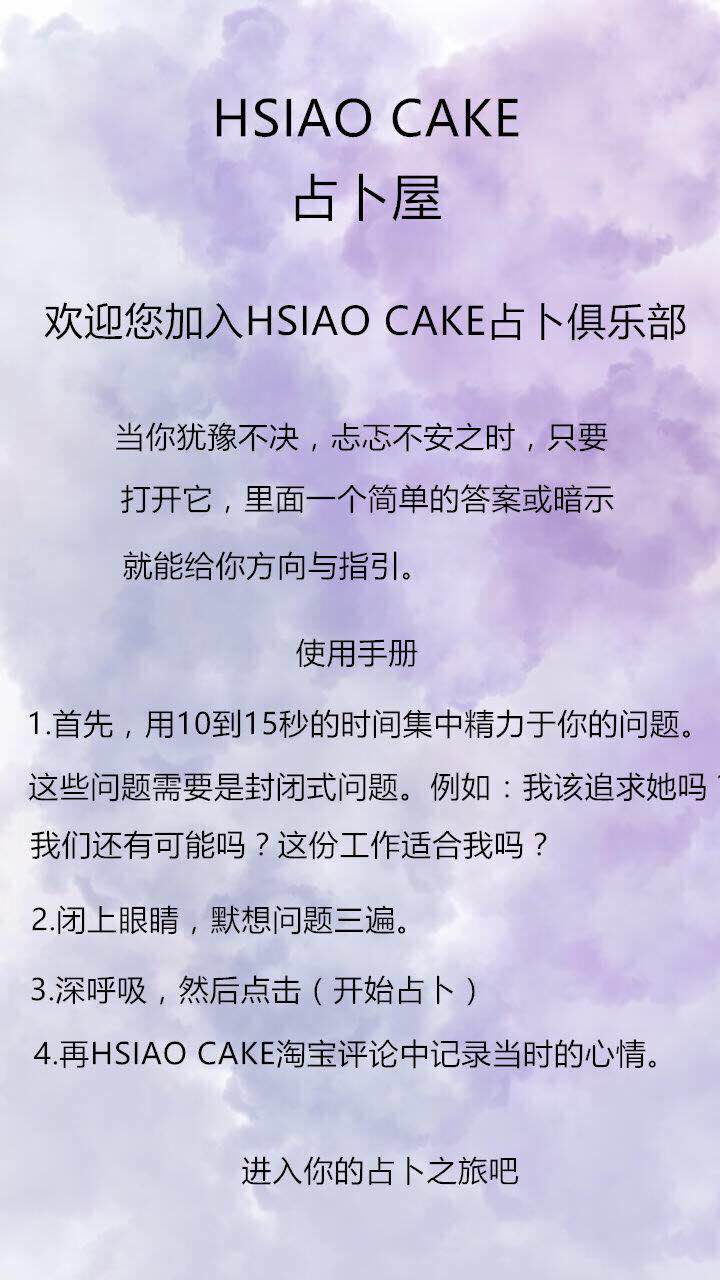 HSIAO CAKE
占卜屋
欢迎您加入HSIAO CAKE占卜俱乐部
当你犹豫不决，忐忑不安之时，只要
打开它，里面一个简单的答案或暗示
就能给你方向与指引。
使用手册
1.首先，用10到15秒的时间集中精力于你的问题。
这些问题需要是封闭式问题。例如：我该追求她吗？
我们还有可能吗？这份工作适合我吗？
2.闭上眼睛，默想问题三遍。
3.深呼吸，然后点击（开始占卜）
4.再HSIAO CAKE淘宝评论中记录当时的心情。
进入你的占卜之旅吧